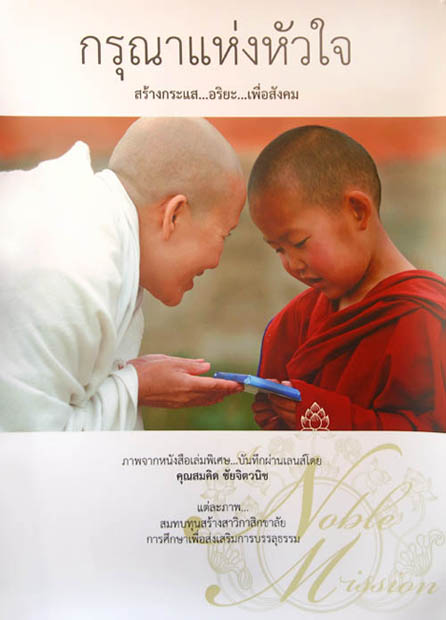 กรุณาแห่งหัวใจ
สร้างกระแส...อริยะ...เพื่อสังคม
ภาพจากหนังสือเล่มพิเศษ...บันทึกผ่านเลนส์โดย
คุณสมคิด ชัยจิตวนิช
แต่ละภาพ...
สมทบทุนสร้างสาวิกาสิกขาลัย
การศึกษาเพื่อส่งเสริมการบรรลุธรรม
Noble
Mission